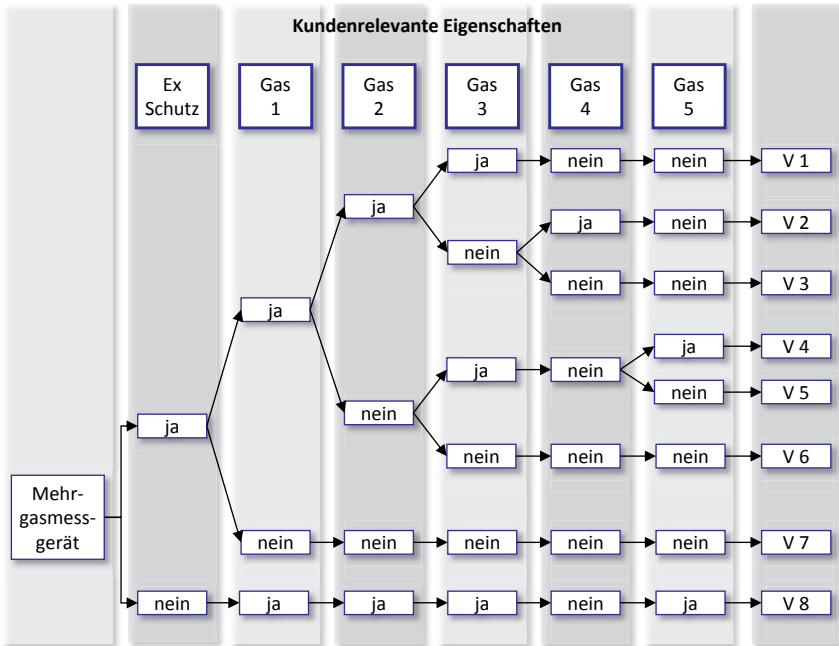 Kundenrelevante Eigenschaften
Ex
Schutz
Gas
1
Gas
2
Gas
3
Gas
4
Gas
5
ja nein nein V 1
ja
ja nein V 2
nein
nein nein V 3
ja
ja V 4
ja nein
nein V 5
nein
ja
nein nein nein V 6
Mehr-
gasmess-
gerät
nein nein nein nein nein V 7
nein ja ja ja nein ja V 8